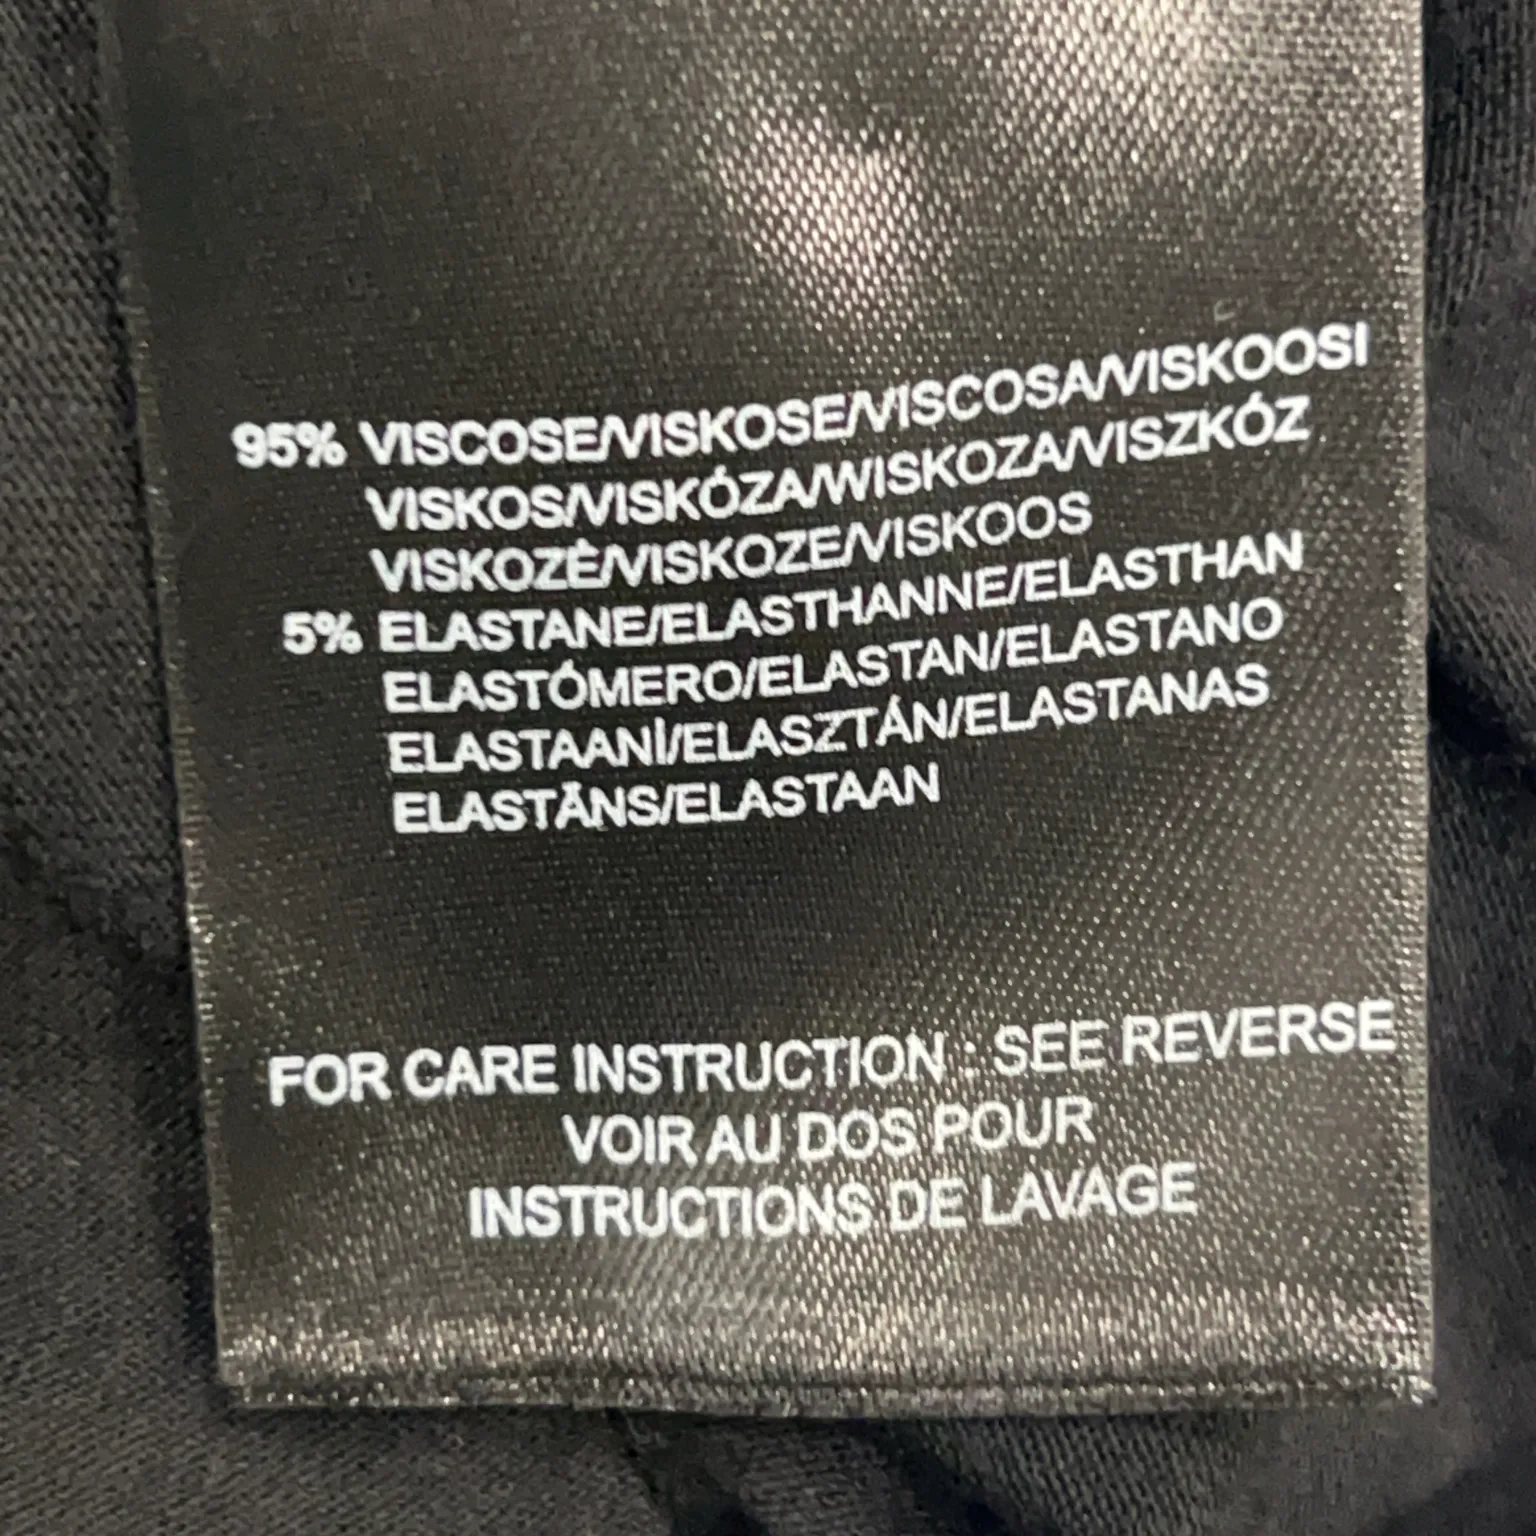 95% VISCOSE/VISKOSE/VISCOSA/VISKOOSI
VISKOS/VISKÓZA/WISKOZA/VISZKÓZ
VISKOZĖ/VISKOZE/VISKOOS
5% ELASTANE/ELASTHANNE/ELASTHAN
ELASTÓMERO/ELASTAN/ELASTANO
ELASTAANİ/ELASZTÁN/ELASTANAS
ELASTĀNS/ELASTAAN
FOR CARE INSTRUCTION : SEE REVERSE
VOIR AU DOS POUR
INSTRUCTIONS DE LAVAGE